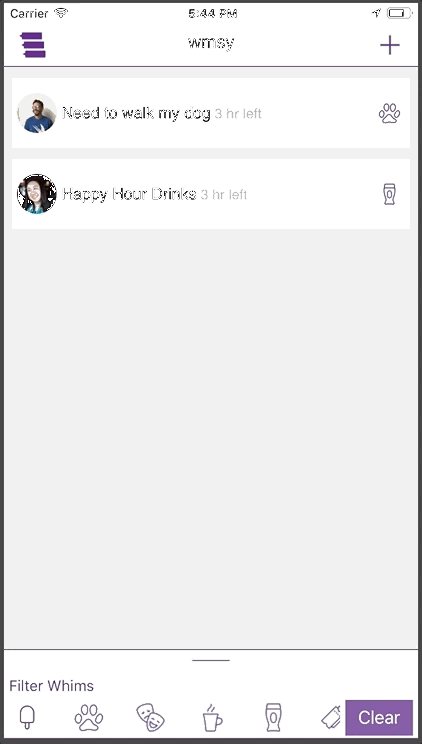 Carrier 5:44 PM
wmsy
Need to walk my dog 3 hr left
Happy Hour Drinks 3 hr left
Filter Whims
Clear